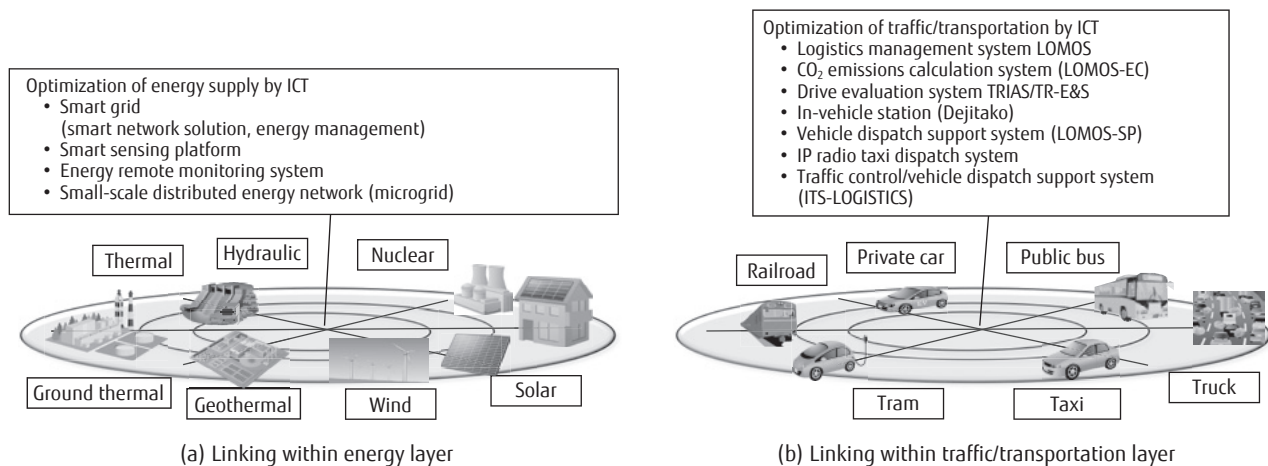 Optimization of energy supply by ICT
• Smart grid
(smart network solution, energy management)
• Smart sensing platform
• Energy remote monitoring system
• Small-scale distributed energy network (microgrid)
Thermal
Hydraulic
Nuclear
Ground thermal
Geothermal
Wind
Solar
(a) Linking within energy layer
Optimization of traffic/transportation by ICT
• Logistics management system LOMOS
• CO₂ emissions calculation system (LOMOS-EC)
• Drive evaluation system TRIAS/TR-E&S
• In-vehicle station (Dejitako)
• Vehicle dispatch support system (LOMOS-SP)
• IP radio taxi dispatch system
• Traffic control/vehicle dispatch support system
(ITS-LOGISTICS)
Railroad
Private car
Public bus
Tram
Taxi
Truck
(b) Linking within traffic/transportation layer